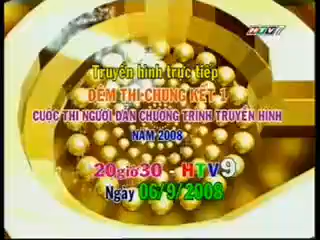 HTV7
Truyền hình trực tiếp
ĐÊM THI CHUNG KẾT 1
CUỘC THI NGƯỜI DẪN CHƯƠNG TRÌNH TRUYỀN HÌNH
NĂM 2008
20giờ30 - HTV9
Ngày 06/9/2008